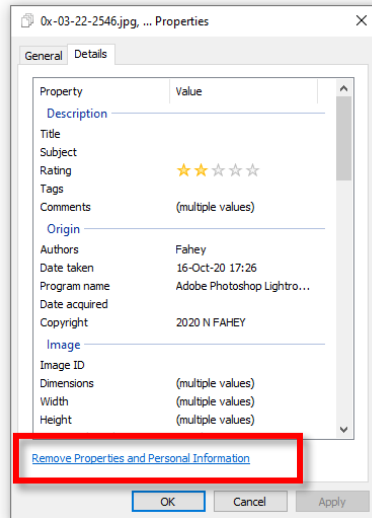 0x-03-22-2546.jpg, ... Properties
General Details
Property Value
Description
Title
Subject
Rating
Tags
Comments (multiple values)
Origin
Authors Fahey
Date taken 16-Oct-20 17:26
Program name Adobe Photoshop Lightro...
Date acquired
Copyright 2020 N FAHEY
Image
Image ID
Dimensions (multiple values)
Width (multiple values)
Height (multiple values)
Remove Properties and Personal Information
OK Cancel Apply